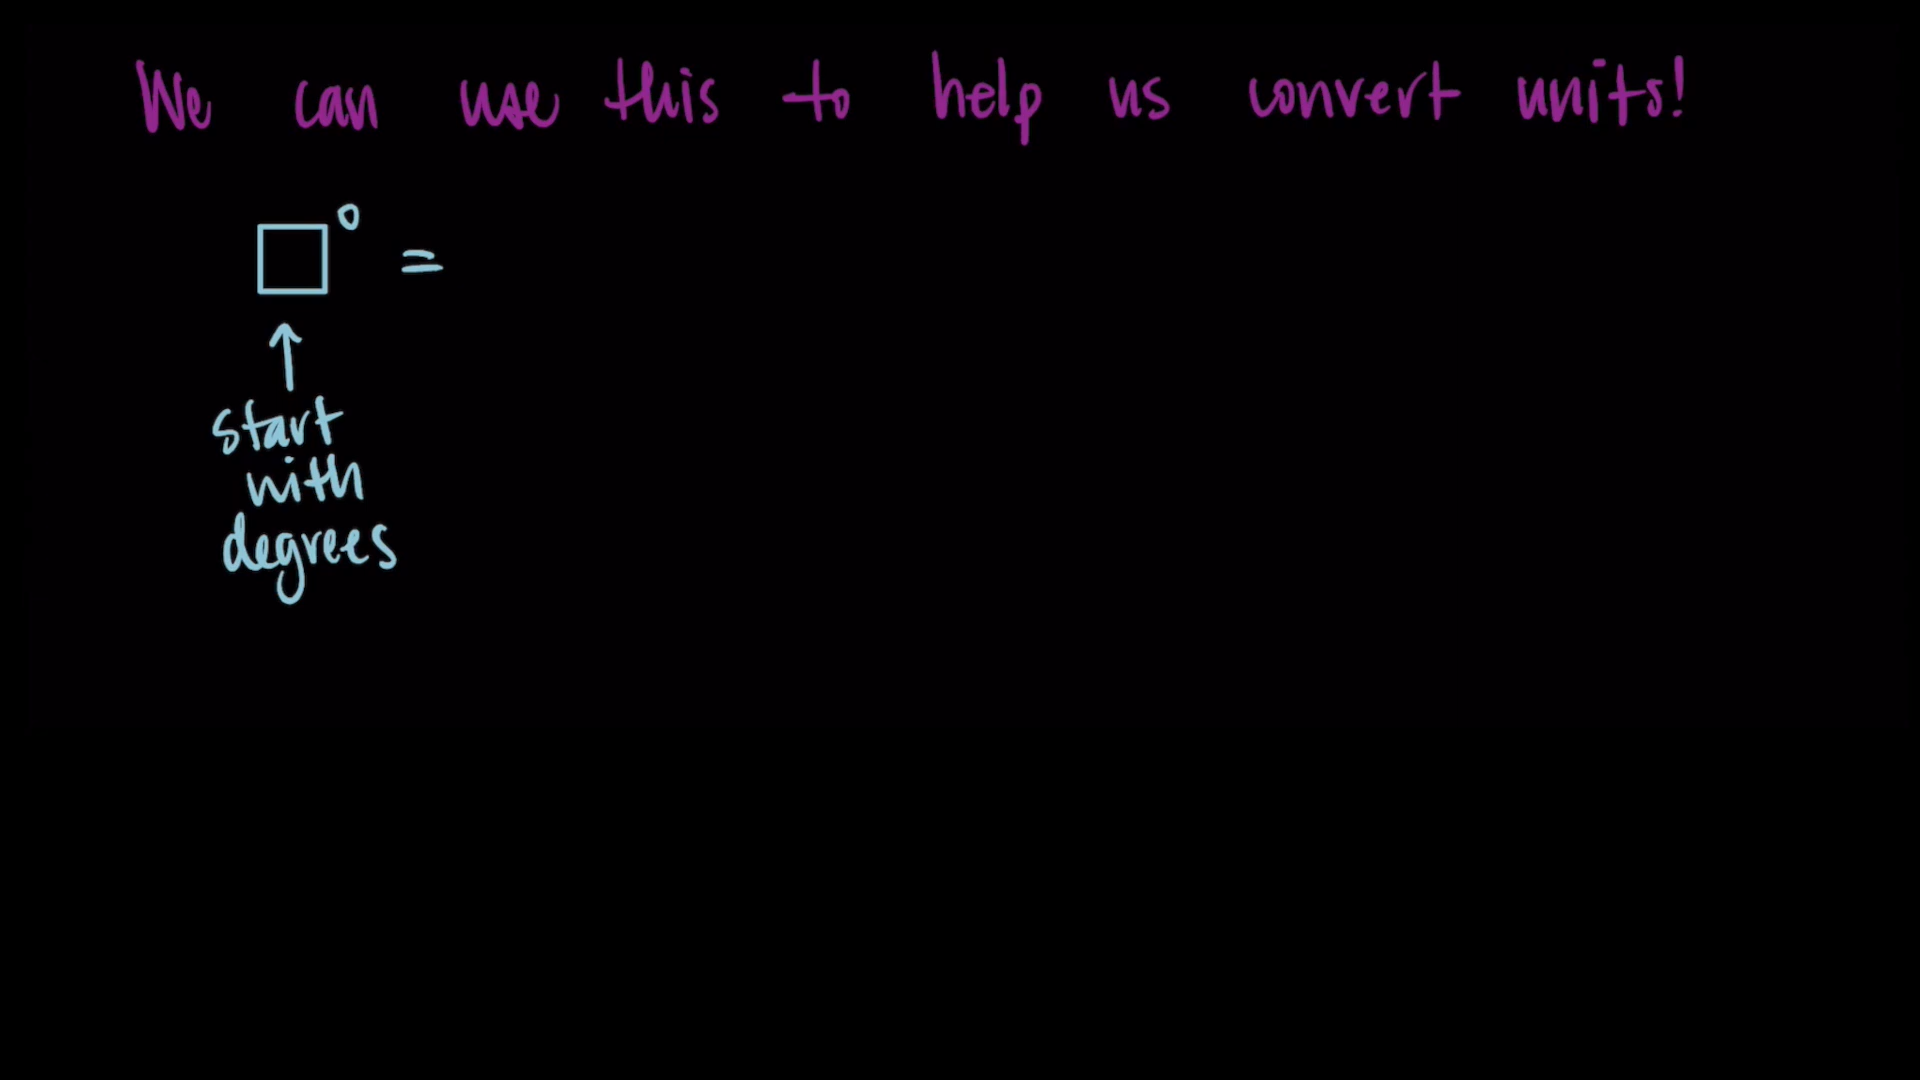 We can use this to help us convert units!
□° =
↑
start
with
degrees